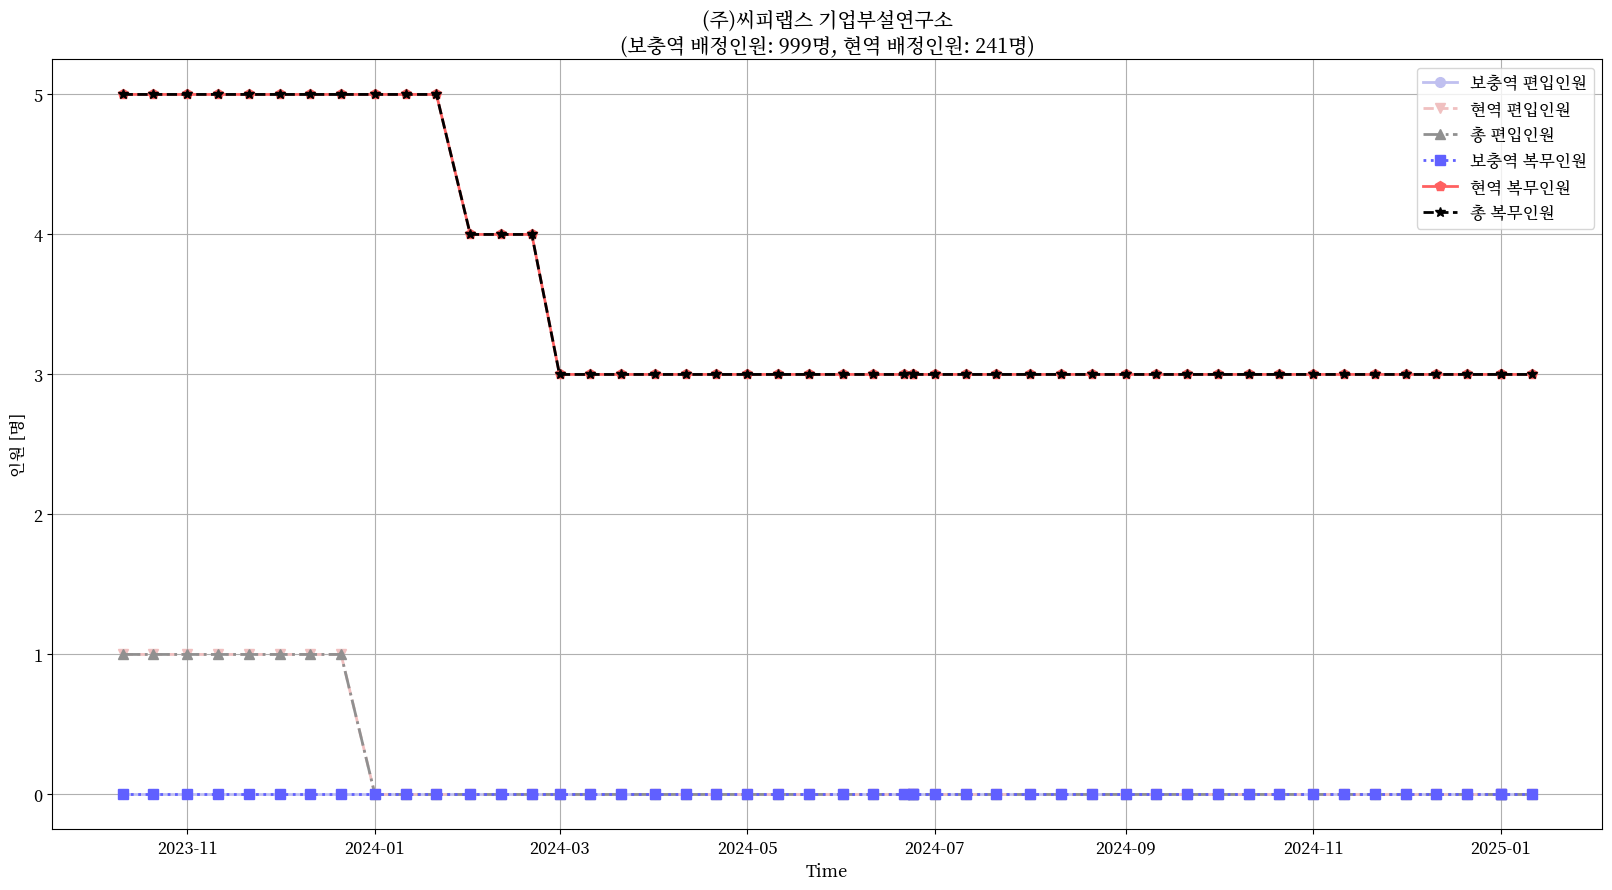 (주)씨피랩스 기업부설연구소
(보충역 배정인원: 999명, 현역 배정인원: 241명)
보충역 편입인원
현역 편입인원
총 편입인원
보충역 복무인원
현역 복무인원
총 복무인원
5
4
3
2
1
0
인원 [명]
2023-11
2024-01
2024-03
2024-05
2024-07
2024-09
2024-11
2025-01
Time